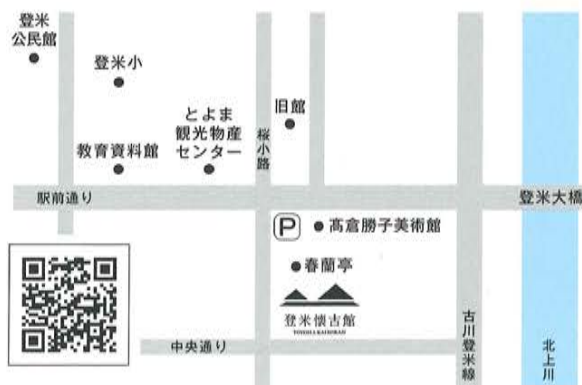 登米
公民館
登米小
とよま
観光物産
センター
旧館
教育資料館
桜小路
駅前通り
登米大橋
P
髙倉勝子美術館
春蘭亭
登米懐古館
TOYOMA KAIKOKAN
中央通り
古川登米線
北上川